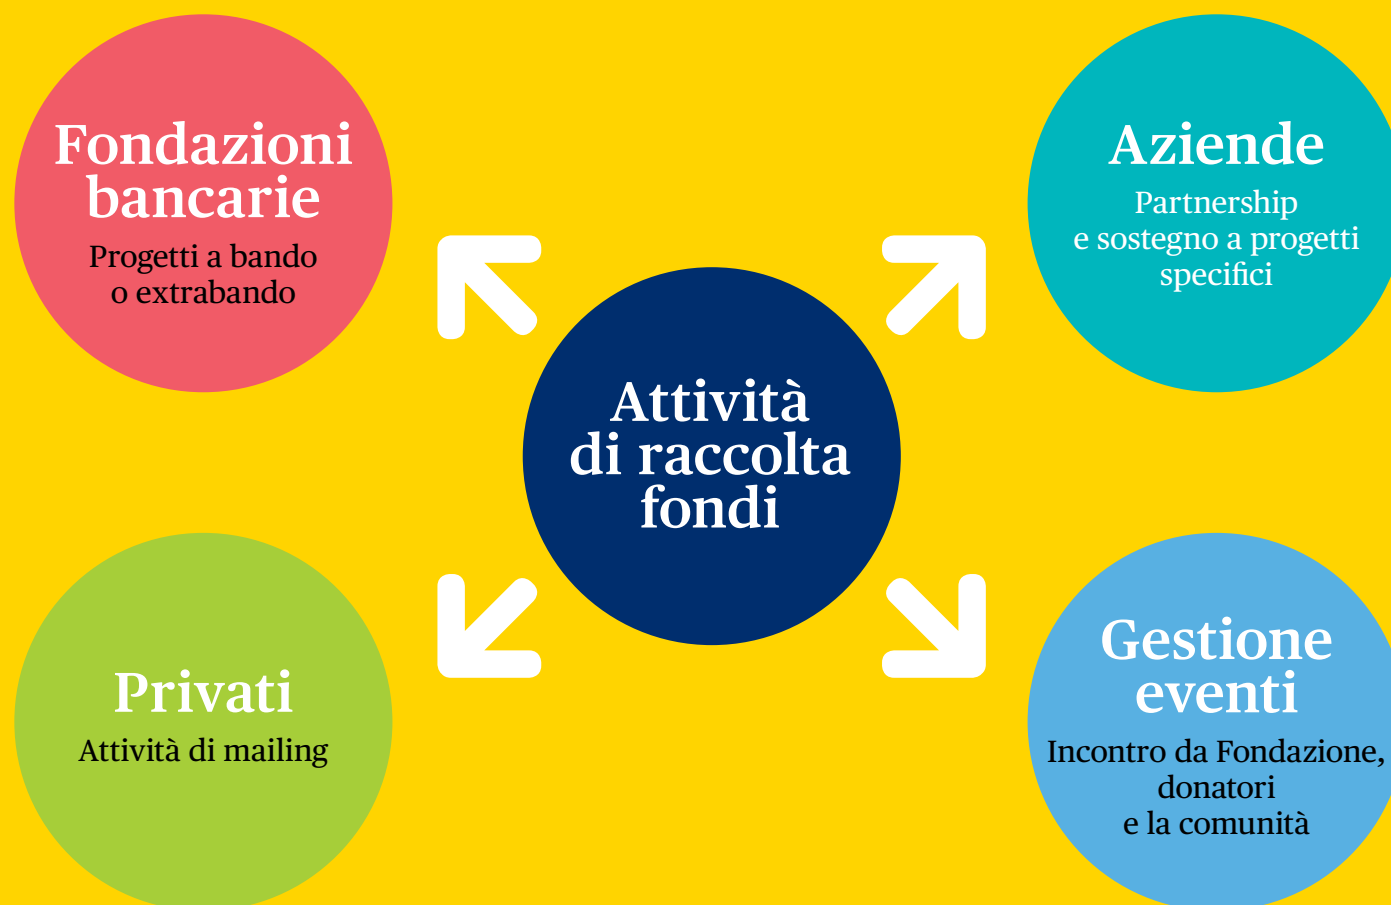 Fondazioni
bancarie
Progetti a bando
o extrabando
Aziende
Partnership
e sostegno a progetti
specifici
Attività
di raccolta
fondi
Privati
Attività di mailing
Gestione
eventi
Incontro da Fondazione,
donatori
e la comunità